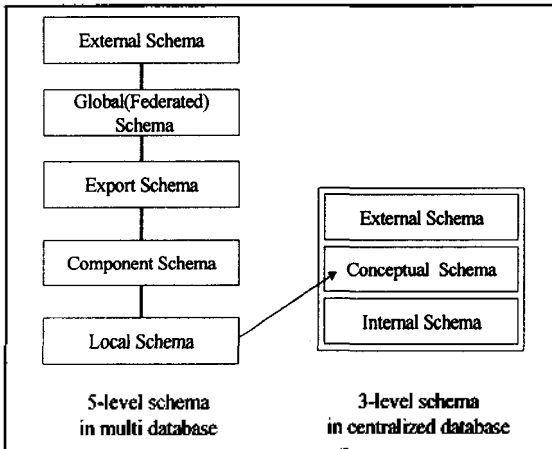 External Schema
Global(Federated)
Schema
Export Schema
Component Schema
Local Schema
5-level schema
in multi database
External Schema
Conceptual Schema
Internal Schema
3-level schema
in centralized database